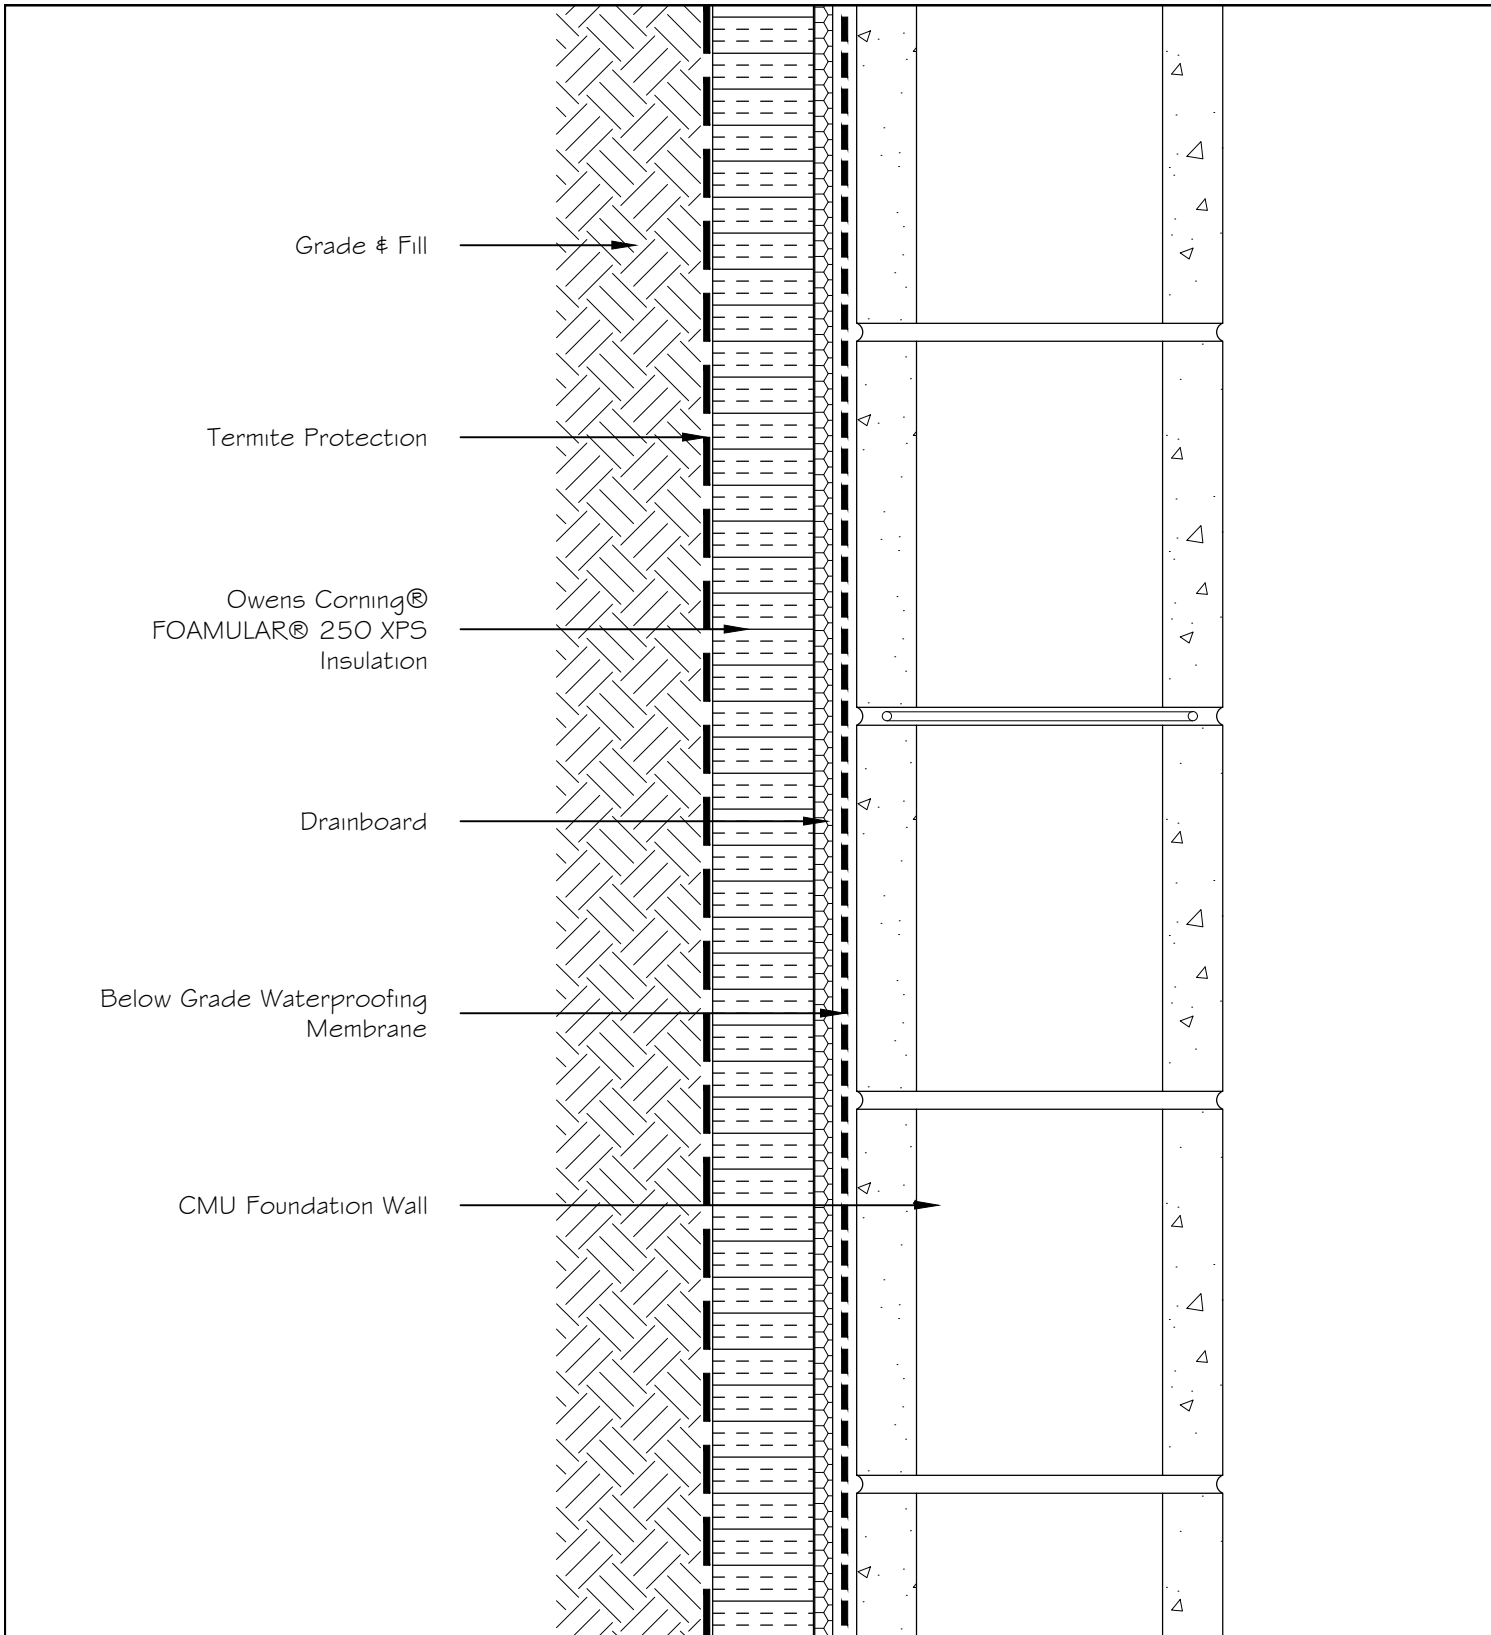 Grade & Fill
Termite Protection
Owens Corning®
FOAMULAR® 250 XPS
Insulation
Drainboard
Below Grade Waterproofing
Membrane
CMU Foundation Wall